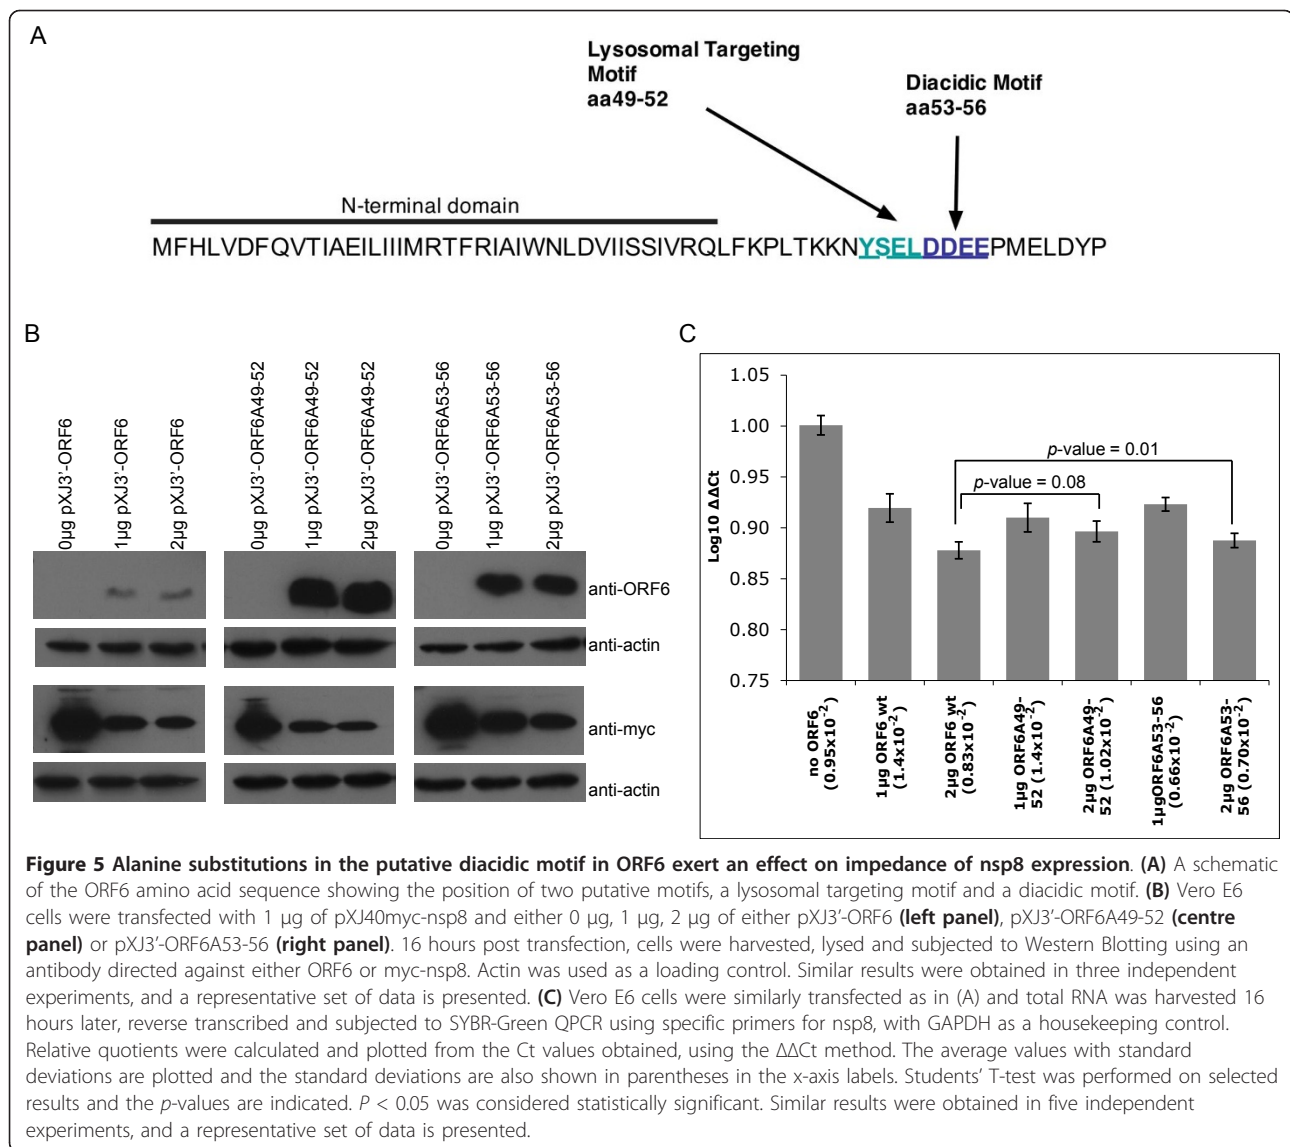 A
Lysosomal Targeting
Motif
aa49-52
Diacidic Motif
aa53-56
N-terminal domain
MFHLVDFQVTIAEILIIIMRTFRIAIWNLDVIISSIVRQLFKPLTKKNYSELDDEEPMELDYP
B
0µg pXJ3'-ORF6
1µg pXJ3'-ORF6
2µg pXJ3'-ORF6
0µg pXJ3'-ORF6A49-52
1µg pXJ3'-ORF6A49-52
2µg pXJ3'-ORF6A49-52
0µg pXJ3'-ORF6A53-56
1µg pXJ3'-ORF6A53-56
2µg pXJ3'-ORF6A53-56
anti-ORF6
anti-actin
anti-myc
anti-actin
C
Log10 ΔΔCt
1.05
1.00
0.95
0.90
0.85
0.80
0.75
p-value = 0.01
p-value = 0.08
no ORF6
(0.95x10⁻²)
1µg ORF6 wt
(1.4x10⁻²)
2µg ORF6 wt
(0.83x10⁻²)
1µg ORF6A49-
52 (1.4x10⁻²)
2µg ORF6A49-
52 (1.02x10⁻²)
1µgORF6A53-56
(0.66x10⁻²)
2µg ORF6A53-
56 (0.70x10⁻²
Figure 5 Alanine substitutions in the putative diacidic motif in ORF6 exert an effect on impedance of nsp8 expression. (A) A schematic
of the ORF6 amino acid sequence showing the position of two putative motifs, a lysosomal targeting motif and a diacidic motif. (B) Vero E6
cells were transfected with 1 µg of pXJ40myc-nsp8 and either 0 µg, 1 µg, 2 µg of either pXJ3'-ORF6 (left panel), pXJ3'-ORF6A49-52 (centre
panel) or pXJ3'-ORF6A53-56 (right panel). 16 hours post transfection, cells were harvested, lysed and subjected to Western Blotting using an
antibody directed against either ORF6 or myc-nsp8. Actin was used as a loading control. Similar results were obtained in three independent
experiments, and a representative set of data is presented. (C) Vero E6 cells were similarly transfected as in (A) and total RNA was harvested 16
hours later, reverse transcribed and subjected to SYBR-Green QPCR using specific primers for nsp8, with GAPDH as a housekeeping control.
Relative quotients were calculated and plotted from the Ct values obtained, using the ΔΔCt method. The average values with standard
deviations are plotted and the standard deviations are also shown in parentheses in the x-axis labels. Students' T-test was performed on selected
results and the p-values are indicated. P < 0.05 was considered statistically significant. Similar results were obtained in five independent
experiments, and a representative set of data is presented.